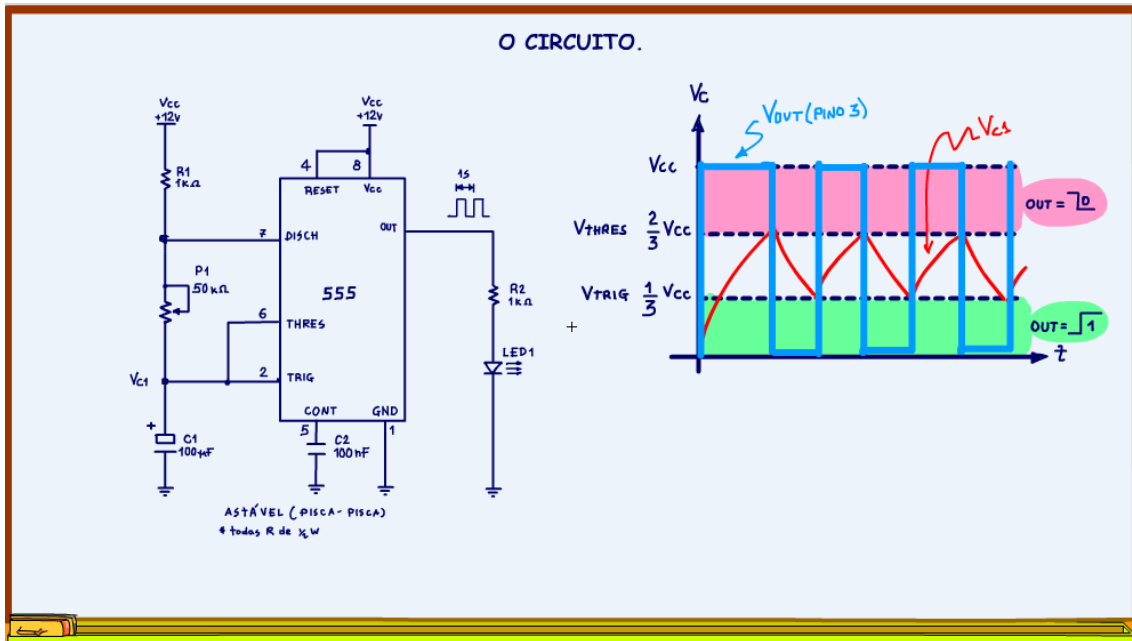 O CIRCUITO.
Vcc
+12v
R1
1kΩ
P1
50kΩ
VC1
+
C1
100µF
Vcc
+12v
4
8
RESET
Vcc
7
DISCH
OUT
555
6
THRES
2
TRIG
CONT
GND
5
1
C2
100nF
1s
R2
1kΩ
LED1
ASTÁVEL (PISCA-PISCA)
* todas R de ½ W
Vc
VOUT (PINO 3)
VC1
Vcc
OUT = 0
VTHRES 2/3 Vcc
VTRIG 1/3 Vcc
OUT = 1
t